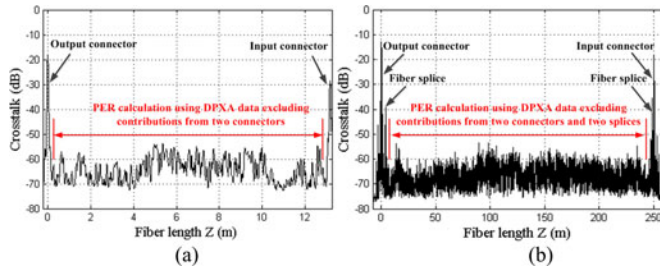 0
-10
-20
-30
-40
-50
-60
-70
-80
Crosstalk (dB)
Output connector
Input connector
PER calculation using DPXA data excluding
contributions from two connectors
0 2 4 6 8 10 12
Fiber length Z (m)
(a)
0
-10
-20
-30
-40
-50
-60
-70
-80
Crosstalk (dB)
Output connector
Input connector
Fiber splice
Fiber splice
PER calculation using DPXA data excluding
contributions from two connectors and two splices
0 50 100 150 200 250
Fiber length Z (m)
(b)